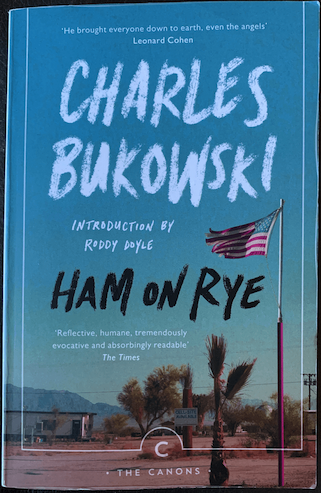 'He brought everyone down to earth, even the angels'
Leonard Cohen
CHARLES
BUKOWSKI
INTRODUCTION BY
RODDY DOYLE
HAM ON RYE
'Reflective, humane, tremendously
evocative and absorbingly readable'
The Times
C
• THE CANONS •